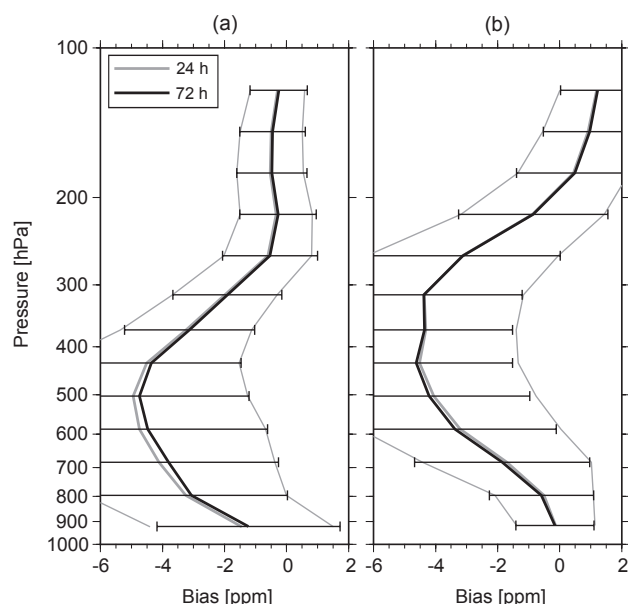 (a) (b)
100
24 h
72 h
200
300
400
500
600
700
800
900
1000
Pressure [hPa]
-6 -4 -2 0 2 -6 -4 -2 0 2
Bias [ppm] Bias [ppm]